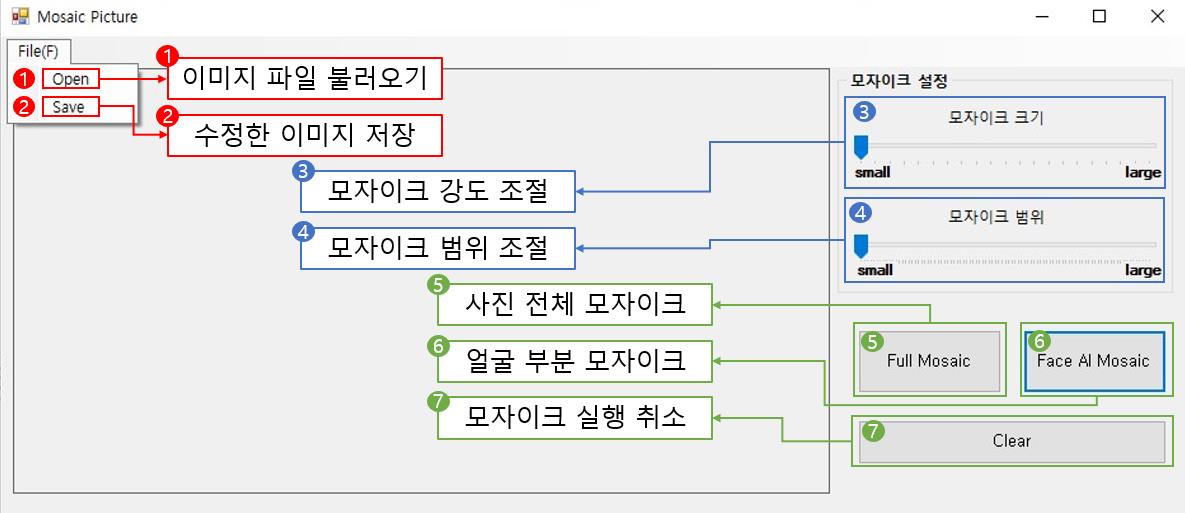 Mosaic Picture
File(F)
1 Open
2 Save
1 이미지 파일 불러오기
2 수정한 이미지 저장
3 모자이크 강도 조절
4 모자이크 범위 조절
5 사진 전체 모자이크
6 얼굴 부분 모자이크
7 모자이크 실행 취소
모자이크 설정
3 모자이크 크기
small large
4 모자이크 범위
small large
5 Full Mosaic
6 Face AI Mosaic
7 Clear